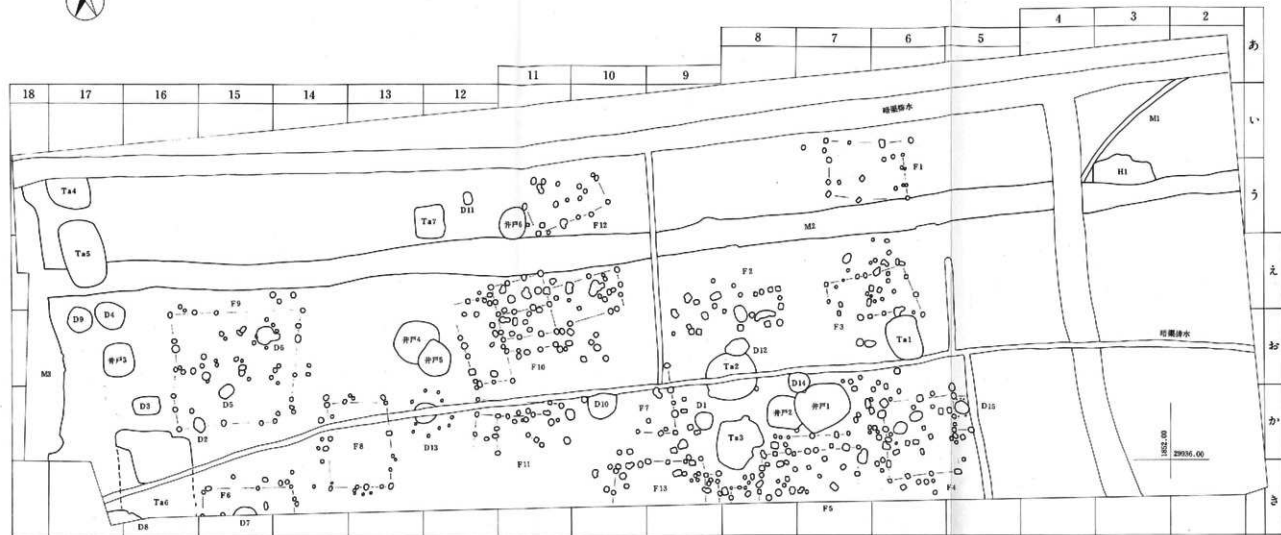 4 3 2
8 7 6 5
あ
11 10 9
18 17 16 15 14 13 12
暗渠排水
M1
い
F1
H1
Ta4
D11
う
Ta7
井戸6
F12
M2
Ta5
F2
え
F9
F3
D9
D4
井戸4
D6
Ta1
暗渠排水
お
井戸3
井戸5
D12
F10
Ta2
M3
D14
D3
D5
D10
F7
D1
井戸2
井戸1
D15
D2
D13
か
F8
F11
Ta3
1852.00
29936.00
F6
F13
F4
Ta6
D8
D7
F5
き